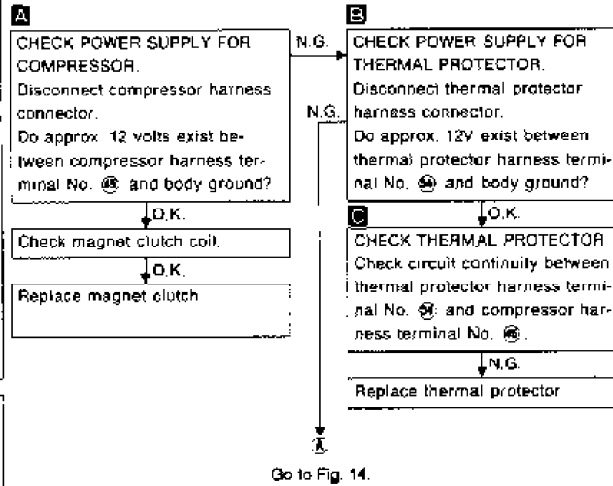 A
CHECK POWER SUPPLY FOR
COMPRESSOR.
Disconnect compressor harness
connector.
Do approx. 12 volts exist be-
tween compressor harness ter-
minal No. and body ground?
O.K.
Check magnet clutch coil.
O.K.
Replace magnet clutch
N.G.
N.G.
B
CHECK POWER SUPPLY FOR
THERMAL PROTECTOR.
Disconnect thermal protector
harness connector.
Do approx. 12V exist between
thermal protector harness termi-
nal No. 54 and body ground?
O.K.
C
CHECK THERMAL PROTECTOR
Check circuit continuity between
thermal protector harness termi-
nal No. and compressor har-
ness terminal No. .
N.G.
Replace thermal protector
A
Go to Fig. 14.